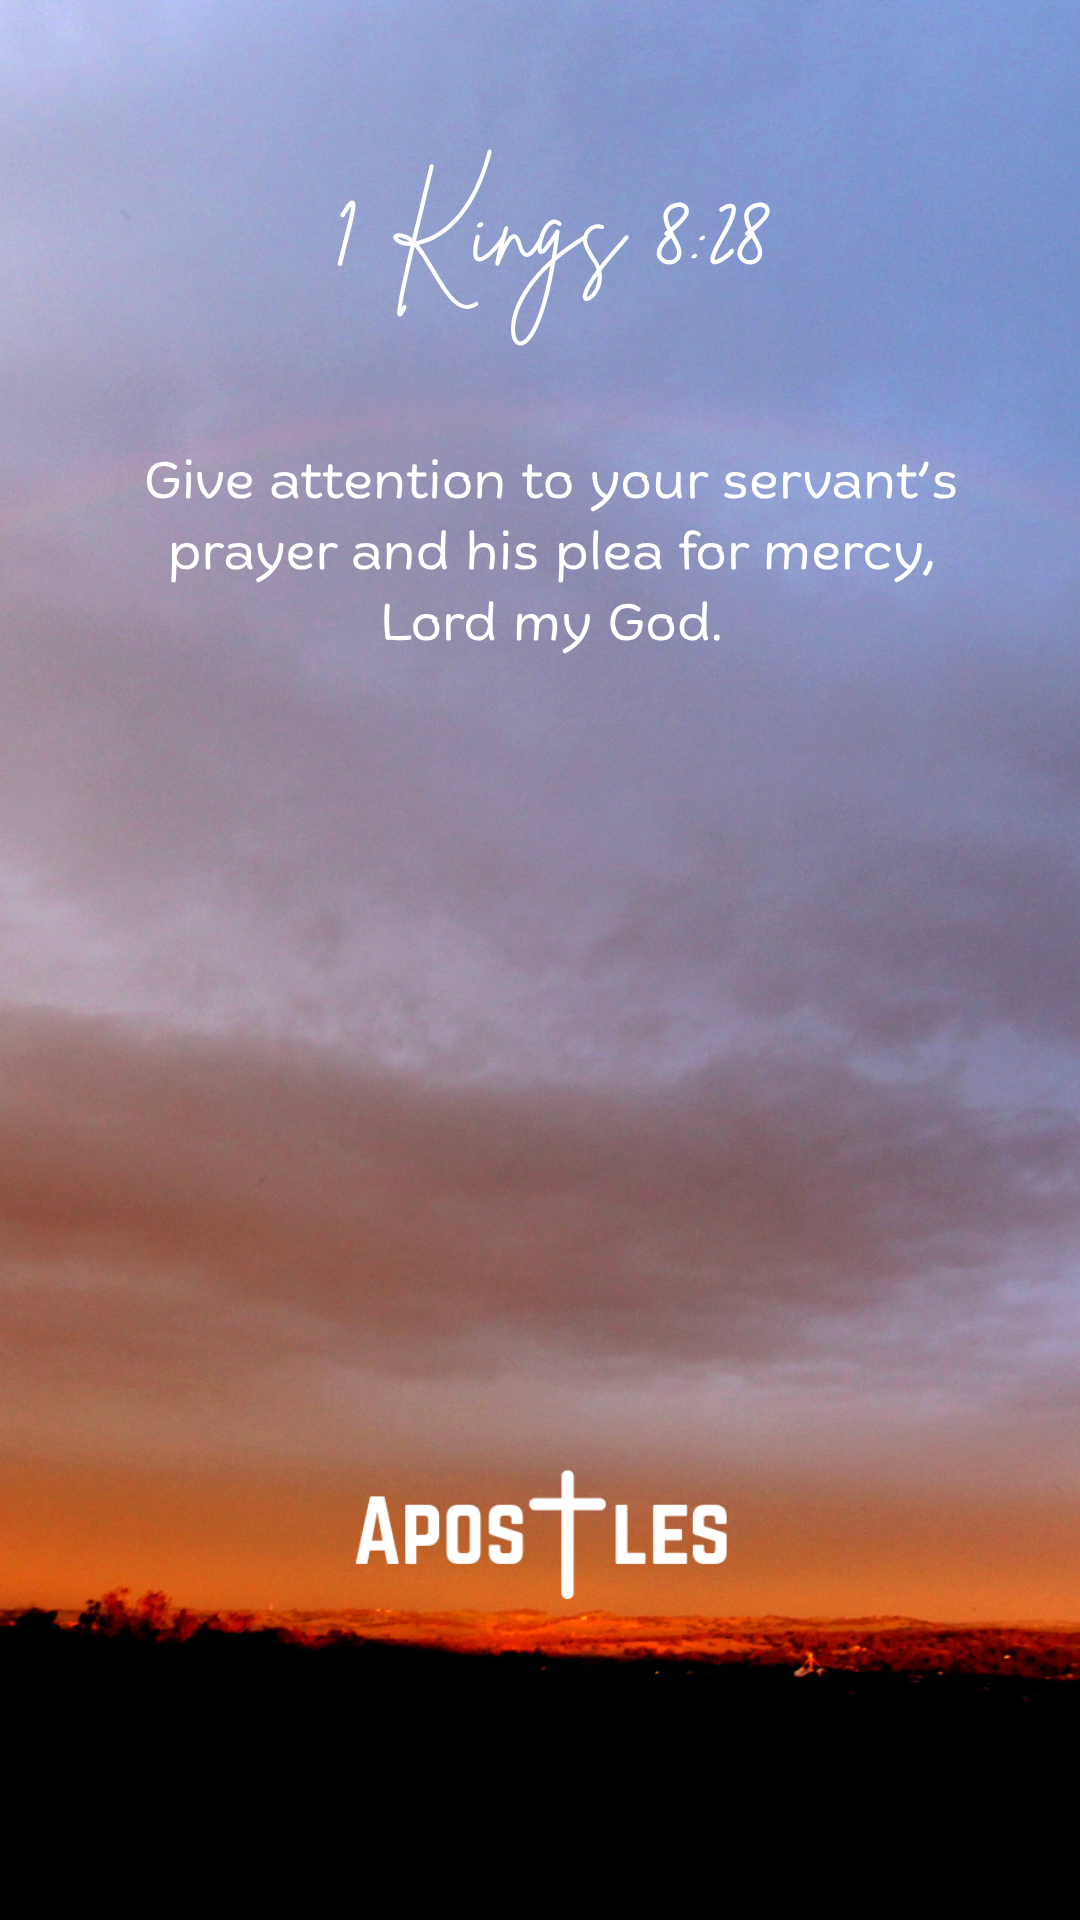 1 Kings 8:28
Give attention to your servant's
prayer and his plea for mercy,
Lord my God.
APOSTLES